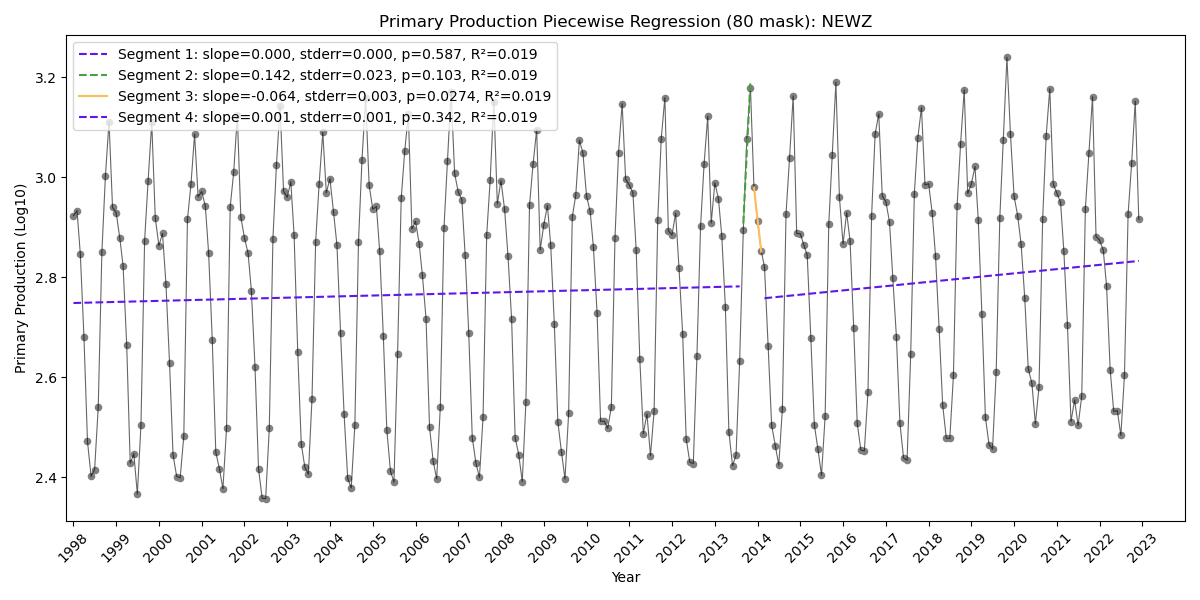 Primary Production Piecewise Regression (80 mask): NEWZ
Segment 1: slope=0.000, stderr=0.000, p=0.587, R²=0.019
Segment 2: slope=0.142, stderr=0.023, p=0.103, R²=0.019
Segment 3: slope=-0.064, stderr=0.003, p=0.0274, R²=0.019
Segment 4: slope=0.001, stderr=0.001, p=0.342, R²=0.019
Primary Production (Log10)
3.2
3.0
2.8
2.6
2.4
1998 1999 2000 2001 2002 2003 2004 2005 2006 2007 2008 2009 2010 2011 2012 2013 2014 2015 2016 2017 2018 2019 2020 2021 2022 2023
Year